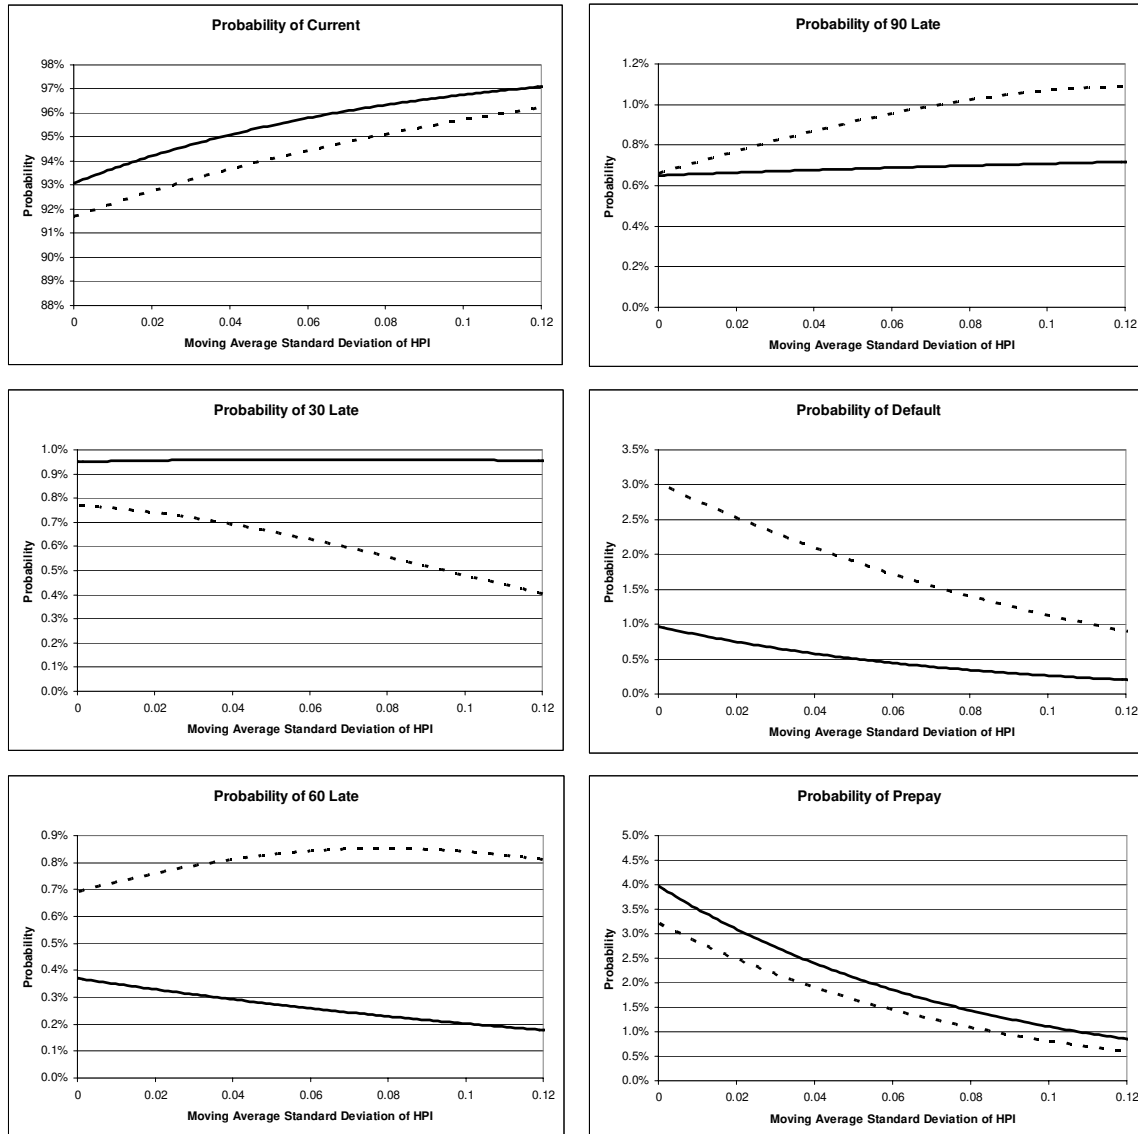 Probability of Current
98%
97%
96%
95%
94%
93%
92%
91%
90%
89%
88%
Probability
0 0.02 0.04 0.06 0.08 0.1 0.12
Moving Average Standard Deviation of HPI
Probability of 90 Late
1.2%
1.0%
0.8%
0.6%
0.4%
0.2%
0.0%
Probability
0 0.02 0.04 0.06 0.08 0.1 0.12
Moving Average Standard Deviation of HPI
Probability of 30 Late
1.0%
0.9%
0.8%
0.7%
0.6%
0.5%
0.4%
0.3%
0.2%
0.1%
0.0%
Probability
0 0.02 0.04 0.06 0.08 0.1 0.12
Moving Average Standard Deviation of HPI
Probability of Default
3.5%
3.0%
2.5%
2.0%
1.5%
1.0%
0.5%
0.0%
Probability
0 0.02 0.04 0.06 0.08 0.1 0.12
Moving Average Standard Deviation of HPI
Probability of 60 Late
0.9%
0.8%
0.7%
0.6%
0.5%
0.4%
0.3%
0.2%
0.1%
0.0%
Probability
0 0.02 0.04 0.06 0.08 0.1 0.12
Moving Average Standard Deviation of HPI
Probability of Prepay
5.0%
4.5%
4.0%
3.5%
3.0%
2.5%
2.0%
1.5%
1.0%
0.5%
0.0%
Probability
0 0.02 0.04 0.06 0.08 0.1 0.12
Moving Average Standard Deviation of HPI